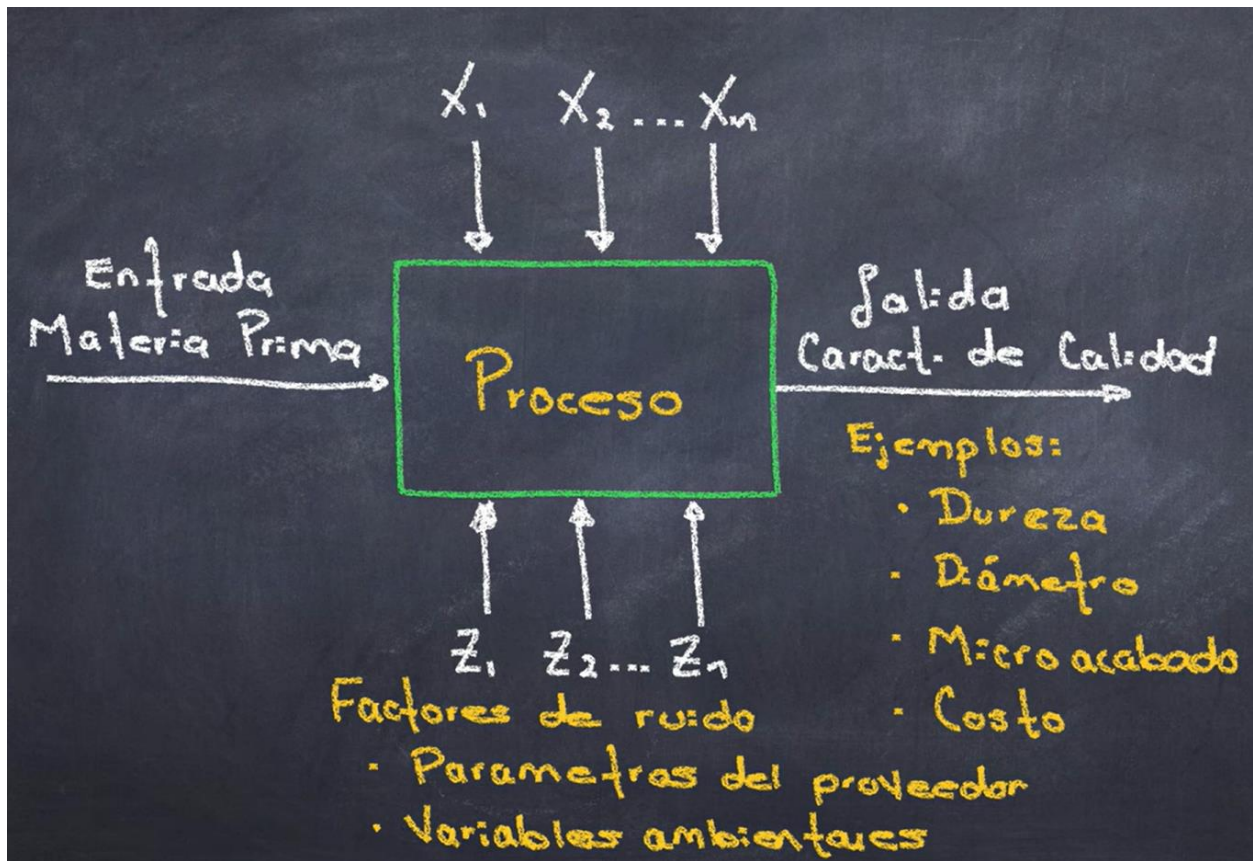 X1 X2 .... Xn
Entrada
Materia Prima
Proceso
Salida
Caract. de Calidad
Ejemplos:
· Dureza
· Diámetro
· Micro acabado
· Costo
Z1 Z2 ... Zn
Factores de ruido
· Parametros del proveedor
· Variables ambientales